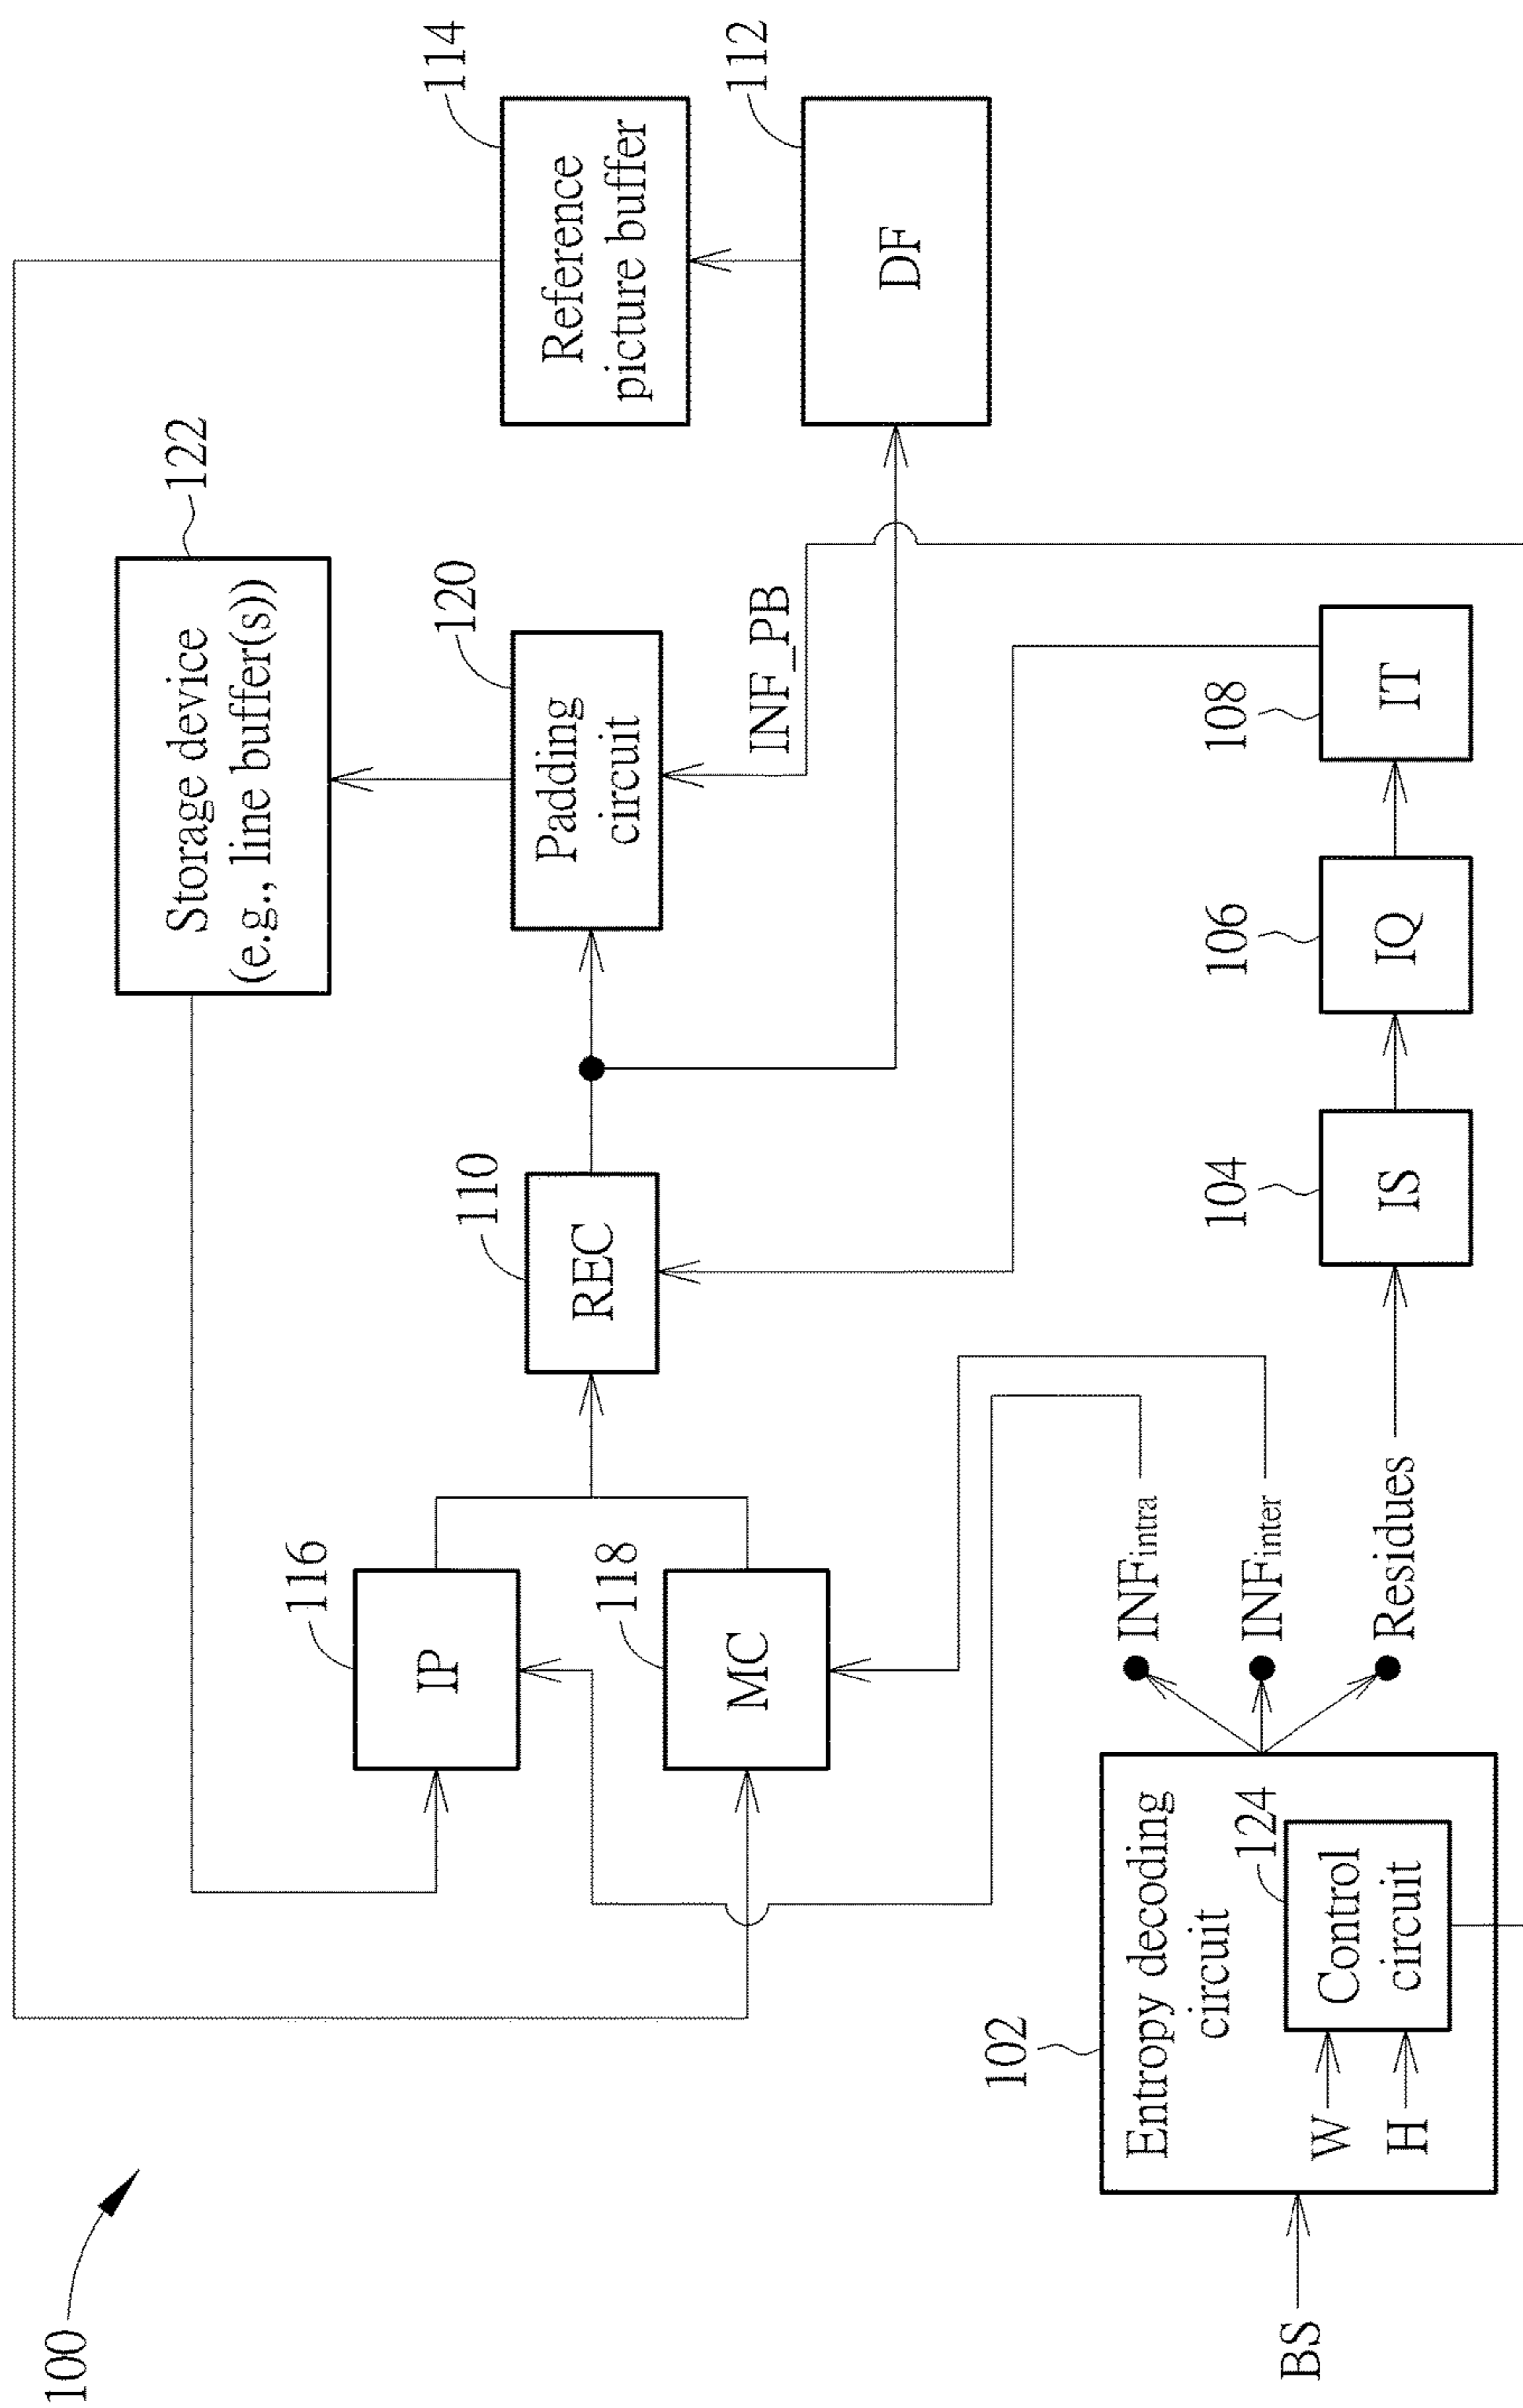 100
BS
102
Entropy decoding
circuit
W
H
124
Control
circuit
INFintra
INFinter
Residues
104
IS
106
IQ
108
IT
116
IP
118
MC
110
REC
120
Padding
circuit
INF_PB
122
Storage device
(e.g., line buffer(s))
114
Reference
picture buffer
112
DF